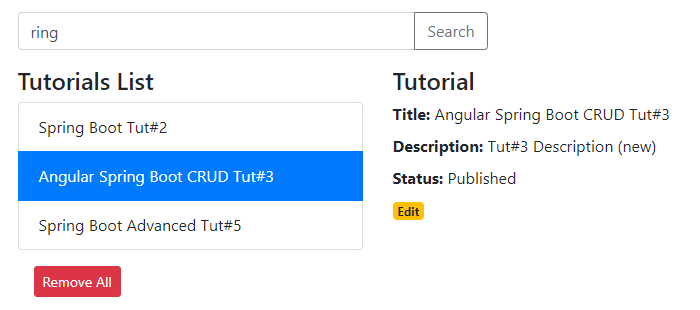 ring
Search
Tutorials List
Spring Boot Tut#2
Angular Spring Boot CRUD Tut#3
Spring Boot Advanced Tut#5
Remove All
Tutorial
Title: Angular Spring Boot CRUD Tut#3
Description: Tut#3 Description (new)
Status: Published
Edit